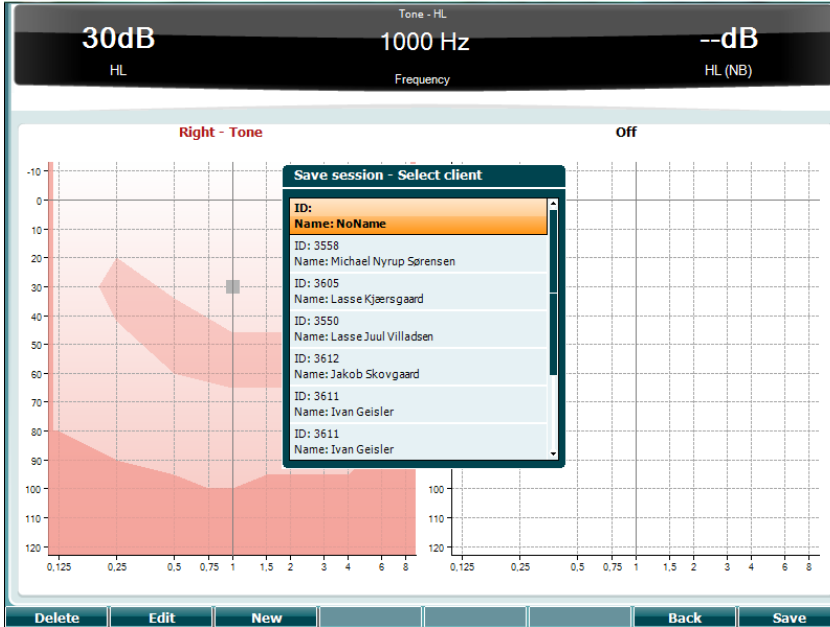 Tone - HL
30dB
1000 Hz
--dB
HL
Frequency
HL (NB)
Right - Tone
Off
Save session - Select client
ID:
Name: NoName
ID: 3558
Name: Michael Nyrup Sørensen
ID: 3605
Name: Lasse Kjærsgaard
ID: 3550
Name: Lasse Juul Villadsen
ID: 3612
Name: Jakob Skovgaard
ID: 3611
Name: Ivan Geisler
ID: 3611
Name: Ivan Geisler
-10
0
10
20
30
40
50
60
70
80
90
100
110
120
0,125 0,25 0,5 0,75 1 1,5 2 3 4 6 8
100
110
120
0,125 0,25 0,5 0,75 1 1,5 2 3 4 6 8
Delete Edit New Back Save